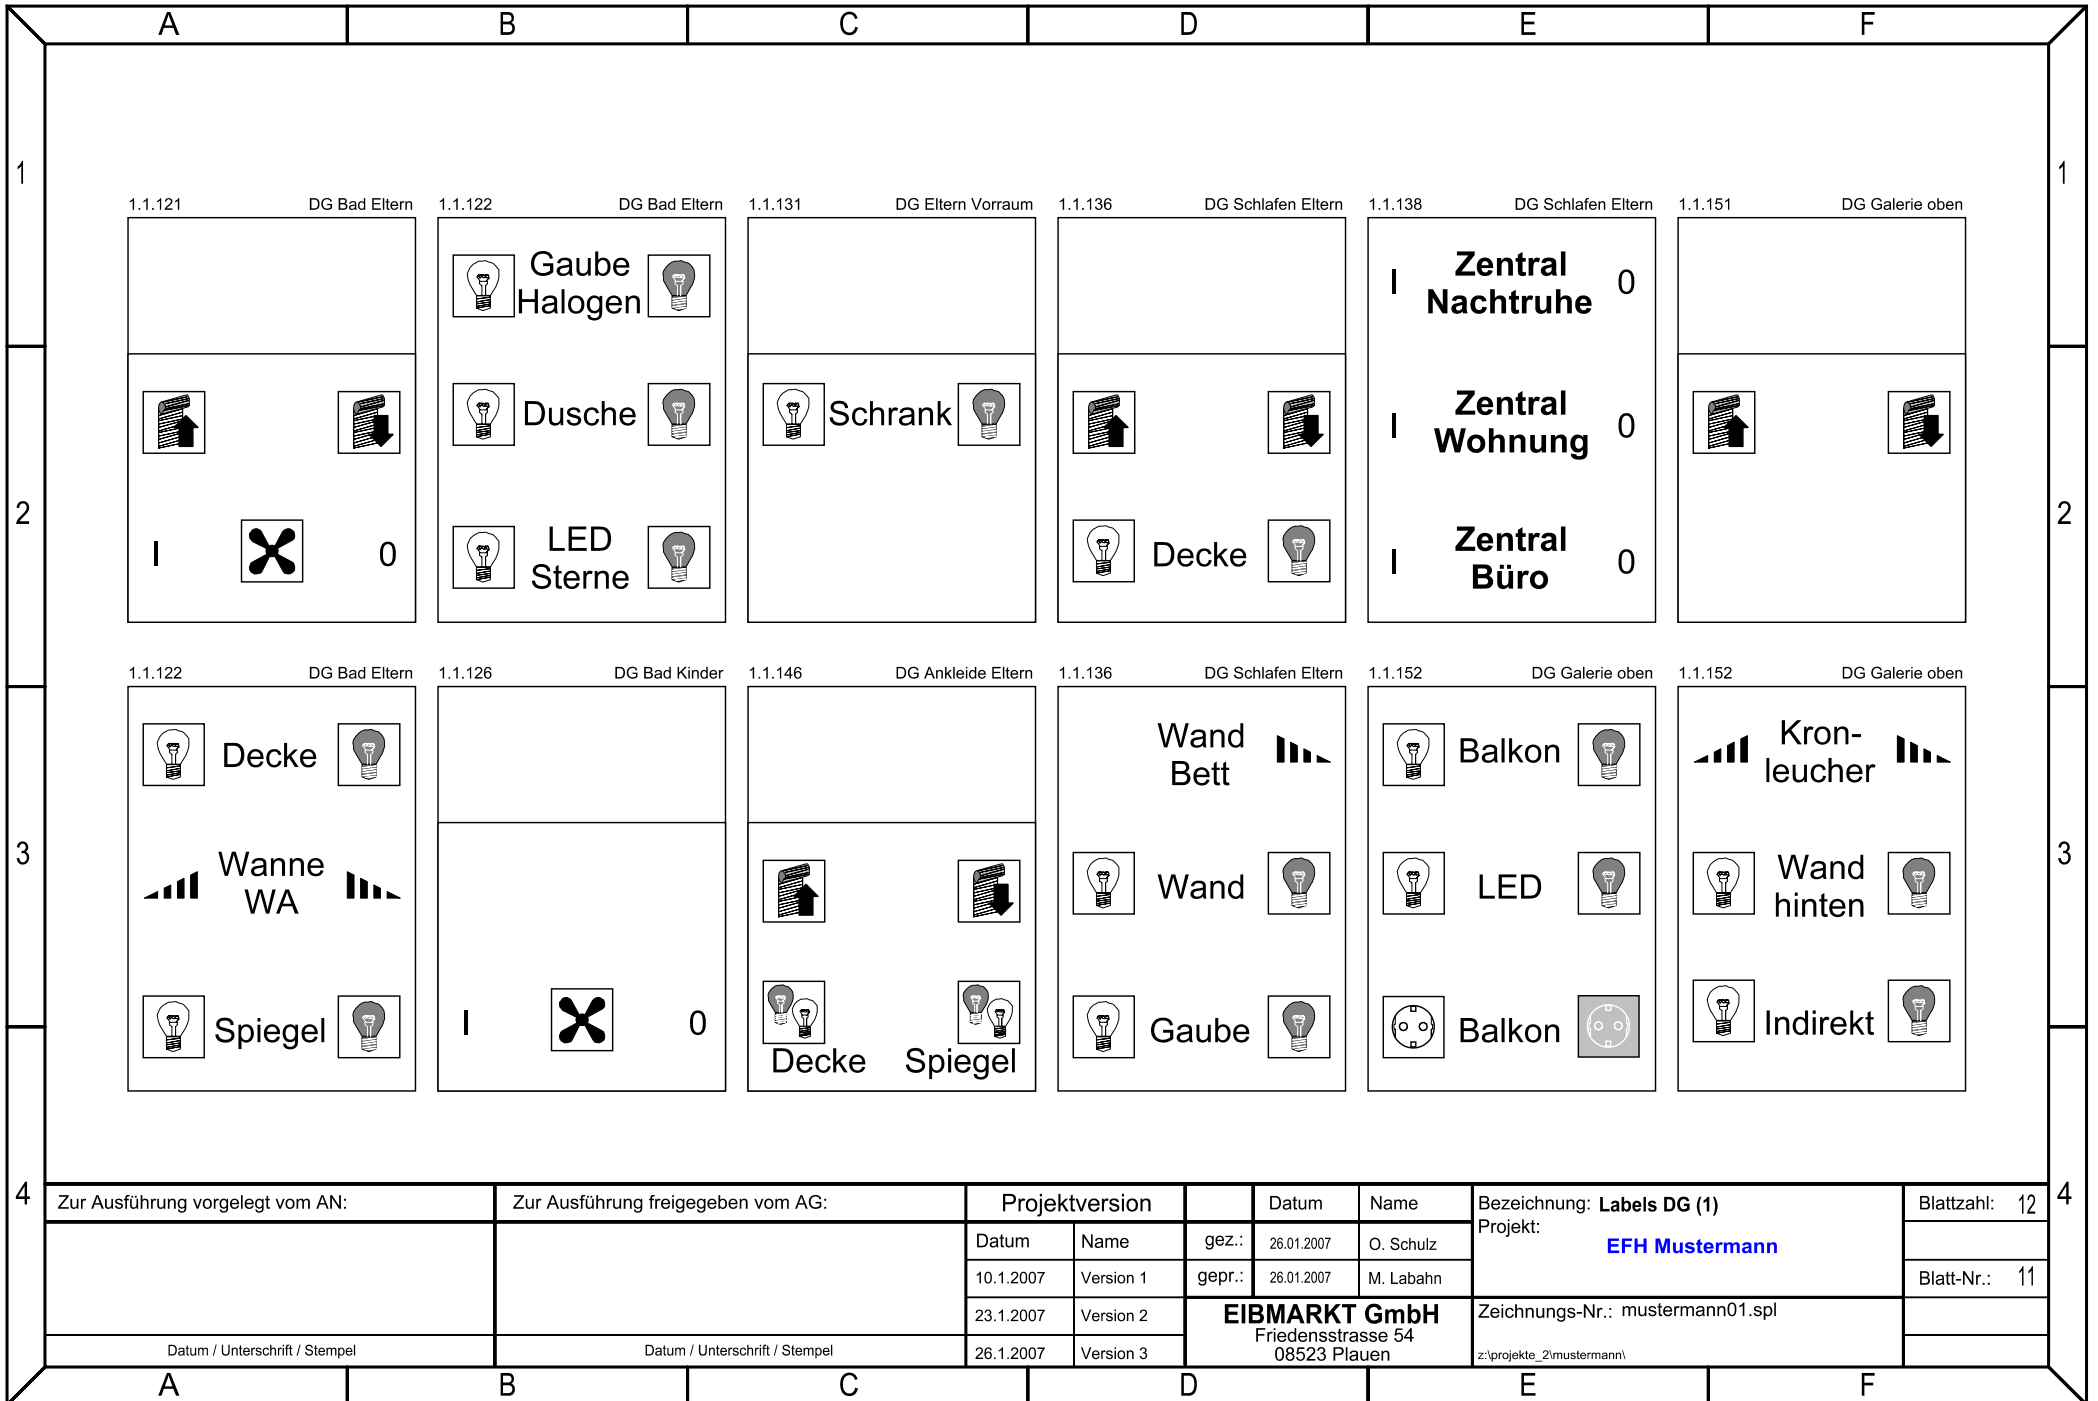 A B C D E F
1 1
1.1.121 DG Bad Eltern 1.1.122 DG Bad Eltern 1.1.131 DG Eltern Vorraum 1.1.136 DG Schlafen Eltern 1.1.138 DG Schlafen Eltern 1.1.151 DG Galerie oben
Gaube
Halogen
I Zentral
Nachtruhe 0
Dusche
Schrank
I Zentral
Wohnung 0
2 2
I 0
LED
Sterne
Decke
I Zentral
Büro 0
1.1.122 DG Bad Eltern 1.1.126 DG Bad Kinder 1.1.146 DG Ankleide Eltern 1.1.136 DG Schlafen Eltern 1.1.152 DG Galerie oben 1.1.152 DG Galerie oben
Decke
Wand
Bett
Balkon
Kron-
leucher
3 3
Wanne
WA
Wand
LED
Wand
hinten
Spiegel
I 0
Decke Spiegel
Gaube
Balkon
Indirekt
4 4
Zur Ausführung vorgelegt vom AN:
Datum / Unterschrift / Stempel
Zur Ausführung freigegeben vom AG:
Datum / Unterschrift / Stempel
Projektversion
Datum Name
10.1.2007 Version 1
23.1.2007 Version 2
26.1.2007 Version 3
Datum Name
gez.: 26.01.2007 O. Schulz
gepr.: 26.01.2007 M. Labahn
EIBMARKT GmbH
Friedensstrasse 54
08523 Plauen
Bezeichnung: Labels DG (1)
Projekt:
EFH Mustermann
Zeichnungs-Nr.: mustermann01.spl
z:\projekte_2\mustermann\
Blattzahl: 12
Blatt-Nr.: 11
A B C D E F